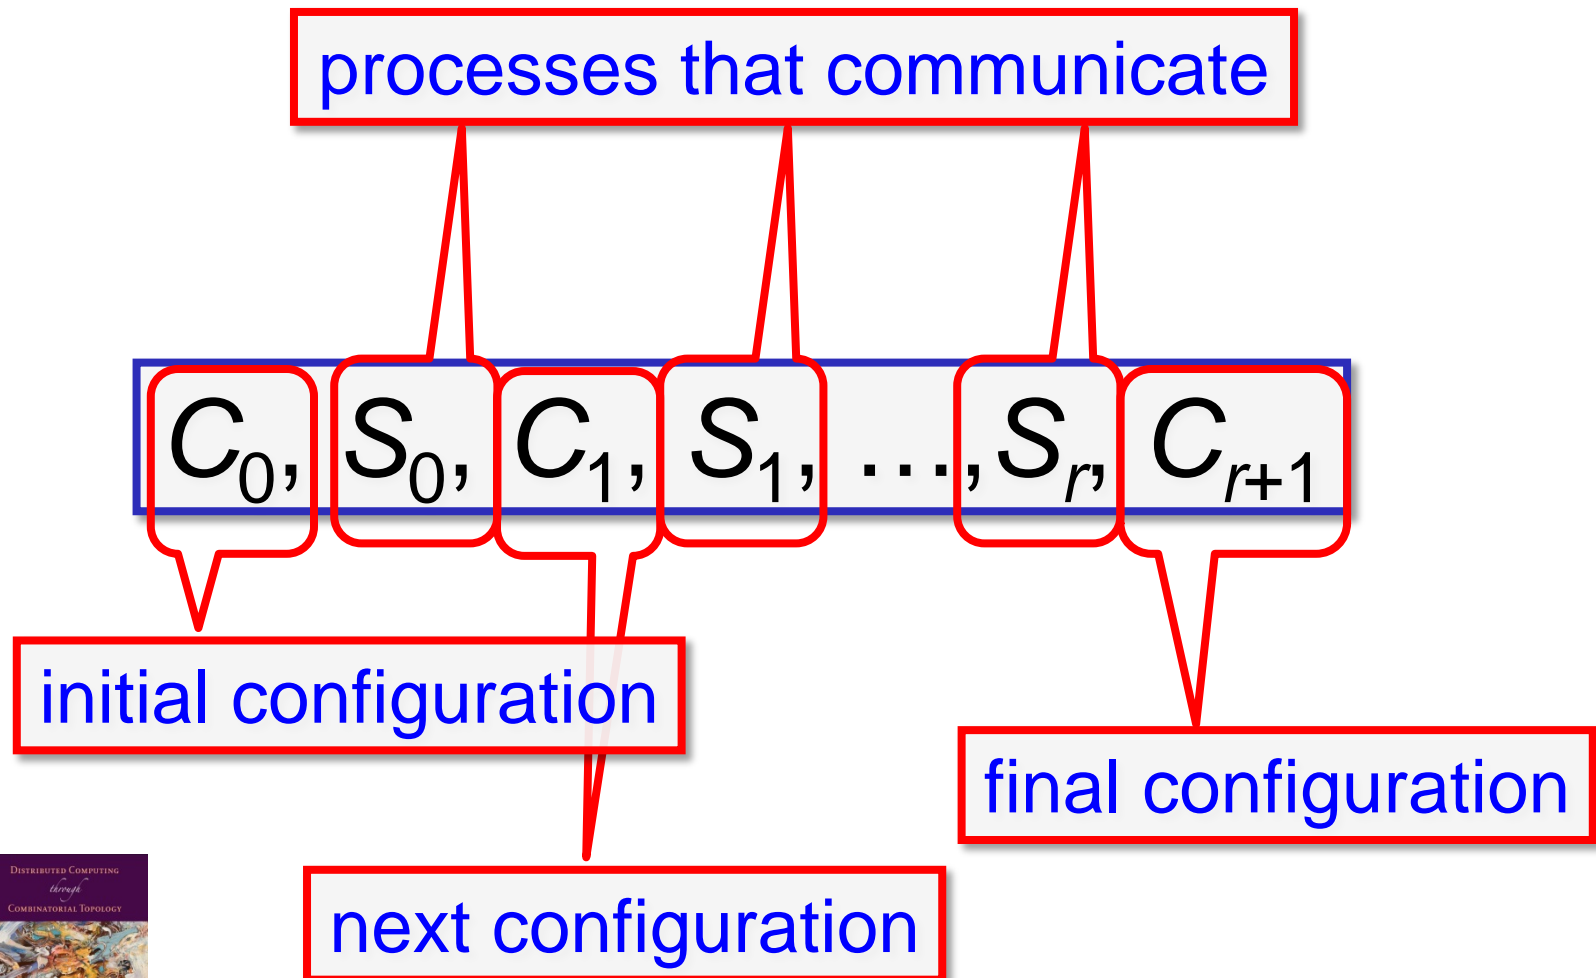 processes that communicate
C₀, S₀, C₁, S₁, …, Sᵣ, Cᵣ₊₁
initial configuration
final configuration
next configuration
DISTRIBUTED COMPUTING
through
COMBINATORIAL TOPOLOGY